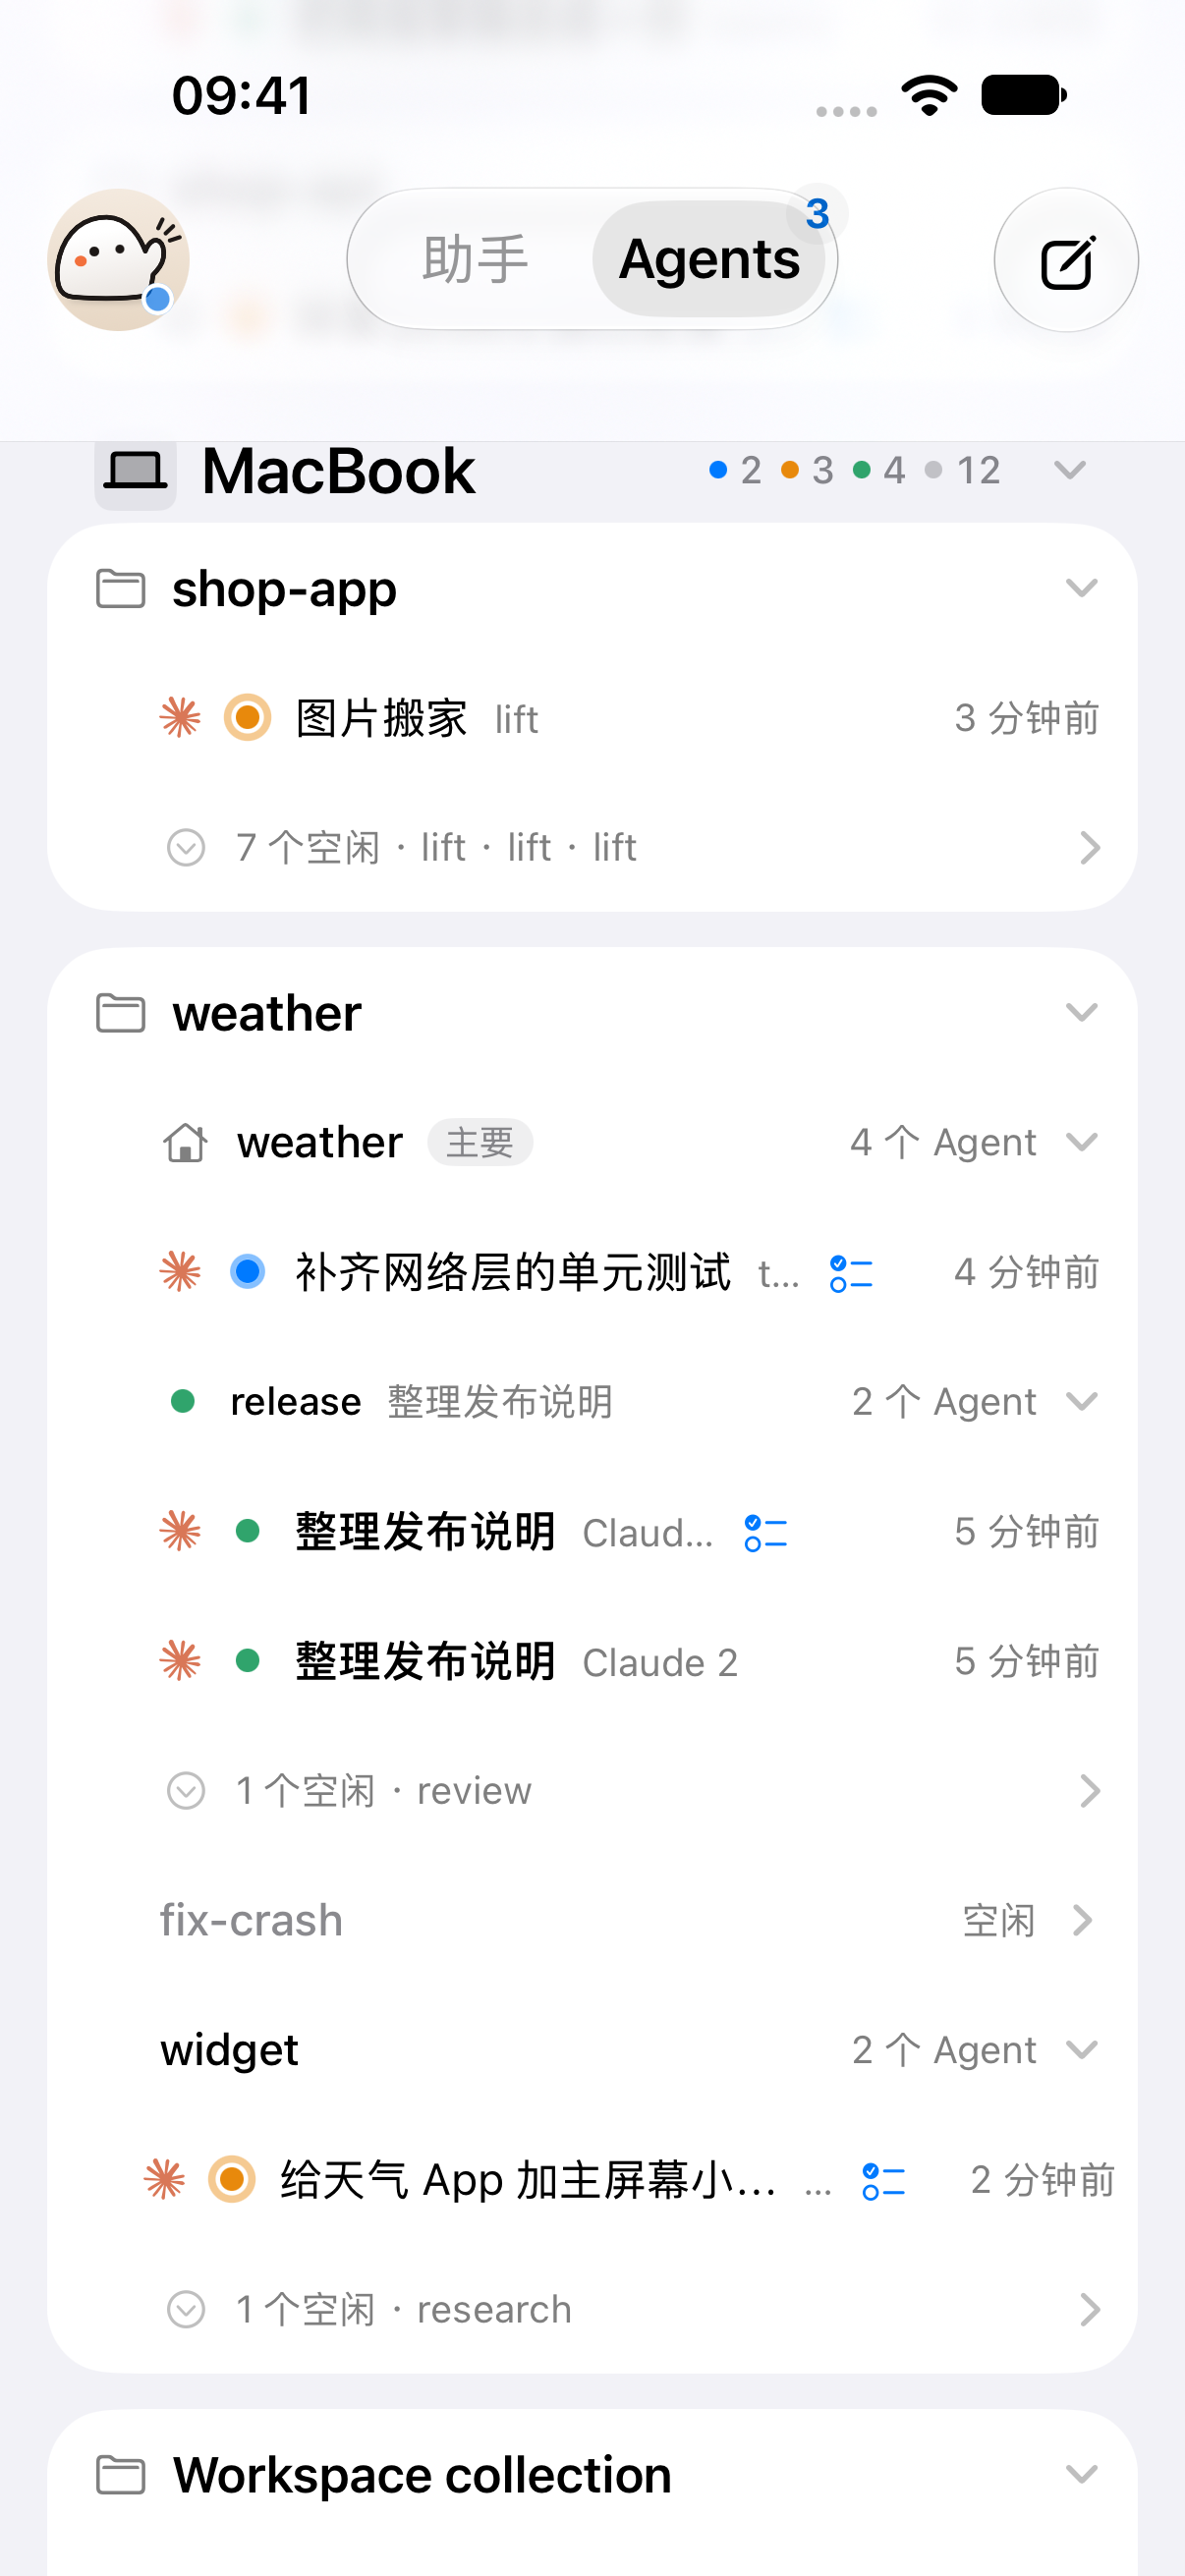 09:41
助手 Agents 3
MacBook 2 3 4 12
shop-app
图片搬家 lift 3 分钟前
7 个空闲 · lift · lift · lift
weather
weather 主要 4 个 Agent
补齐网络层的单元测试 t... 4 分钟前
release 整理发布说明 2 个 Agent
整理发布说明 Claud... 5 分钟前
整理发布说明 Claude 2 5 分钟前
1 个空闲 · review
fix-crash 空闲
widget 2 个 Agent
给天气 App 加主屏幕小... ... 2 分钟前
1 个空闲 · research
Workspace collection